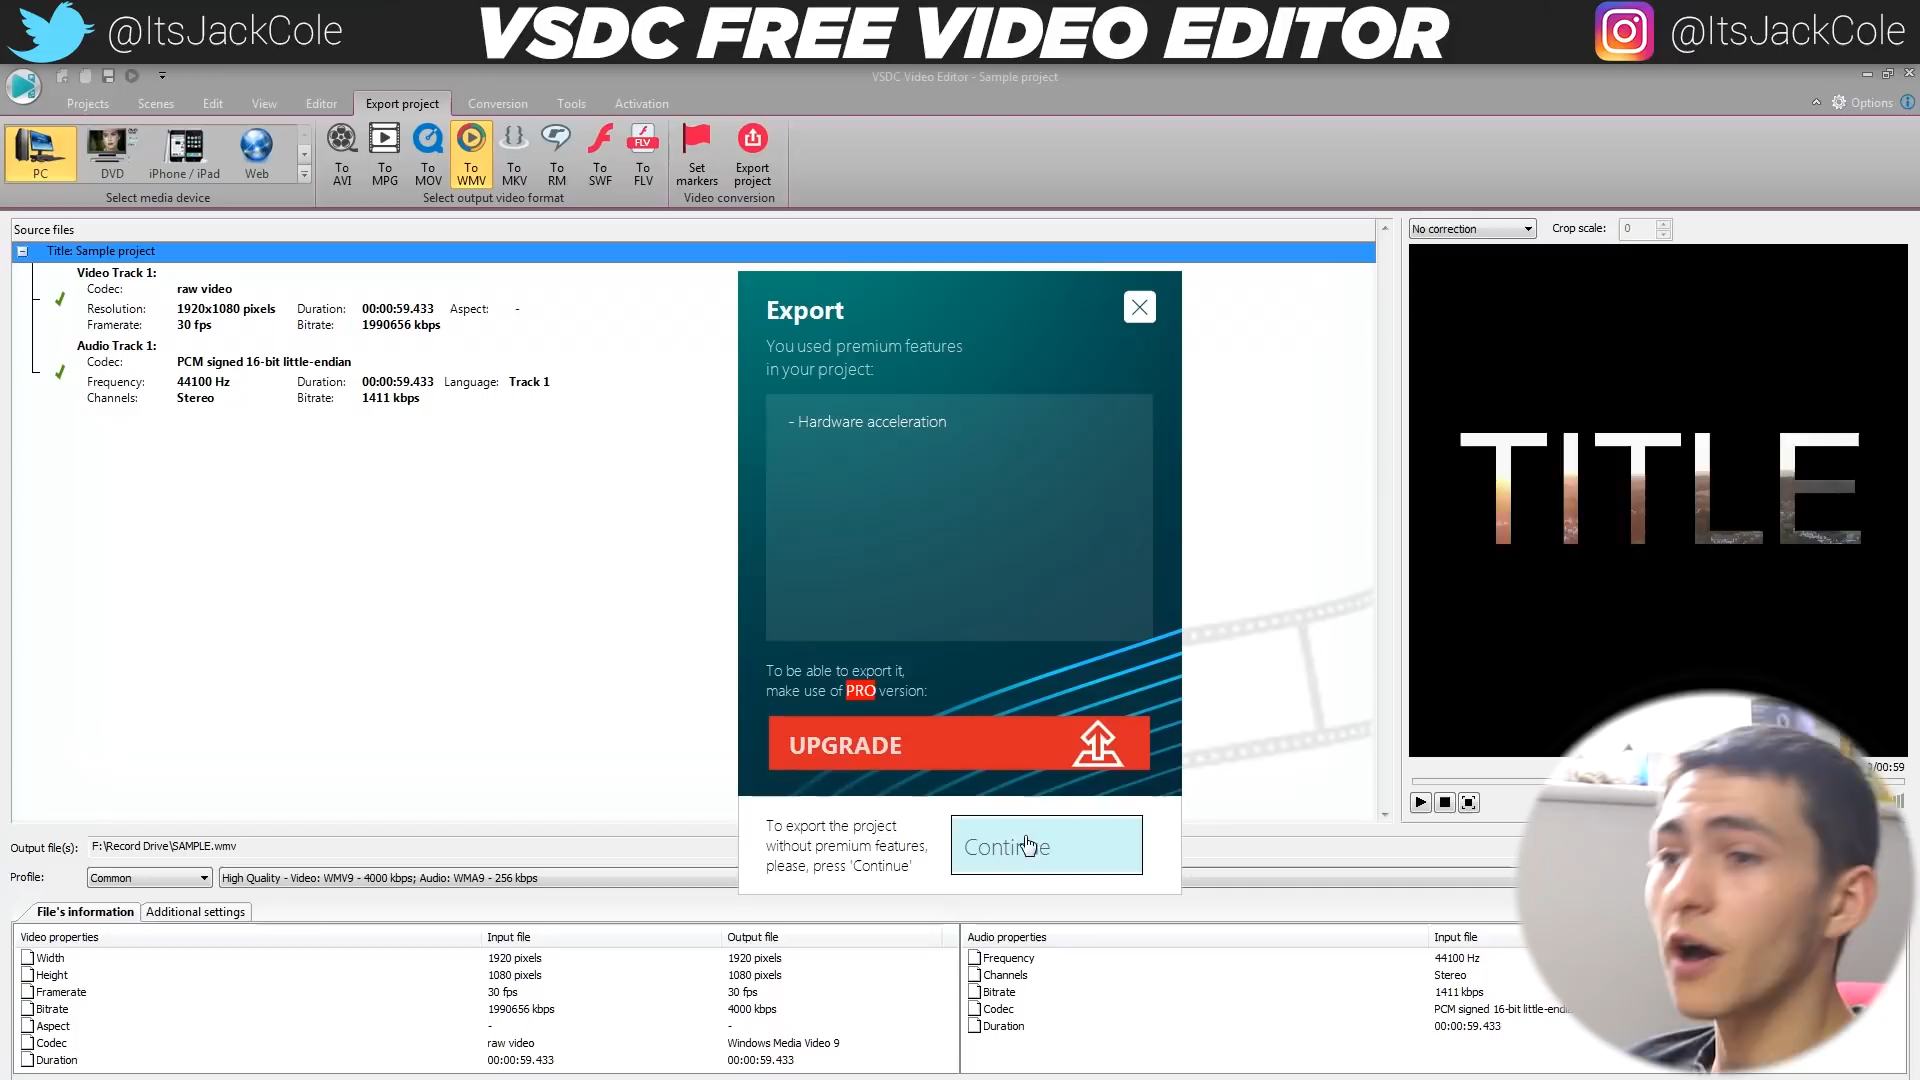 @ItsJackCole
VSDC FREE VIDEO EDITOR
@ItsJackCole
VSDC Video Editor - Sample project
Projects
Scenes
Edit
View
Editor
Export project
Conversion
Tools
Activation
Options
PC
DVD
iPhone / iPad
Web
To
AVI
To
MPG
To
MOV
To
WMV
To
MKV
To
RM
To
SWF
FLV
To
FLV
Set
markers
Export
project
Select media device
Select output video format
Video conversion
Source files
Title: Sample project
Video Track 1:
Codec: raw video
Resolution: 1920x1080 pixels Duration: 00:00:59.433 Aspect: -
Framerate: 30 fps Bitrate: 1990656 kbps
Audio Track 1:
Codec: PCM signed 16-bit little-endian
Frequency: 44100 Hz Duration: 00:00:59.433 Language: Track 1
Channels: Stereo Bitrate: 1411 kbps
No correction
Crop scale: 0
TITLE
/00:59
Export
You used premium features
in your project:
- Hardware acceleration
To be able to export it,
make use of PRO version:
UPGRADE
To export the project
without premium features,
please, press 'Continue'
Continue
Output file(s): F:\Record Drive\SAMPLE.wmv
Profile: Common High Quality - Video: WMV9 - 4000 kbps; Audio: WMA9 - 256 kbps
File's information
Additional settings
Video properties Input file Output file
Width 1920 pixels 1920 pixels
Height 1080 pixels 1080 pixels
Framerate 30 fps 30 fps
Bitrate 1990656 kbps 4000 kbps
Aspect - -
Codec raw video Windows Media Video 9
Duration 00:00:59.433 00:00:59.433
Audio properties Input file
Frequency 44100 Hz
Channels Stereo
Bitrate 1411 kbps
Codec PCM signed 16-bit
Duration 00:00:59.433